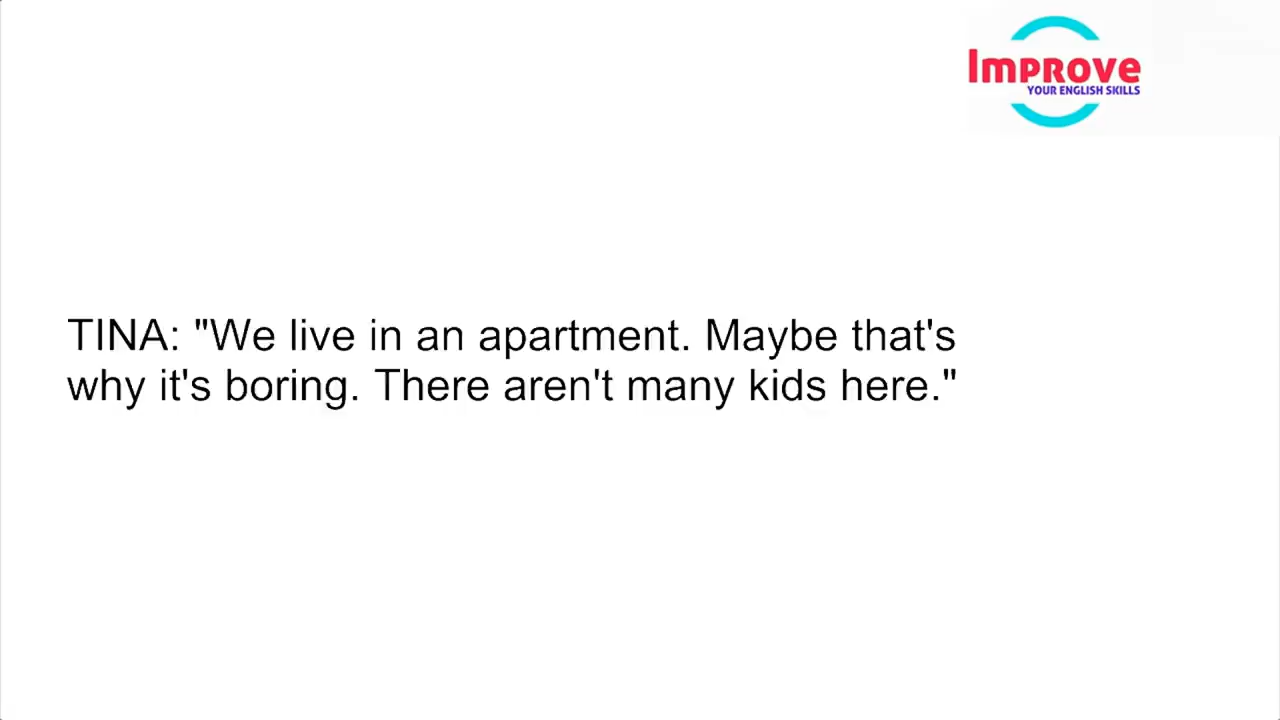 Improve
YOUR ENGLISH SKILLS
TINA: "We live in an apartment. Maybe that's
why it's boring. There aren't many kids here."